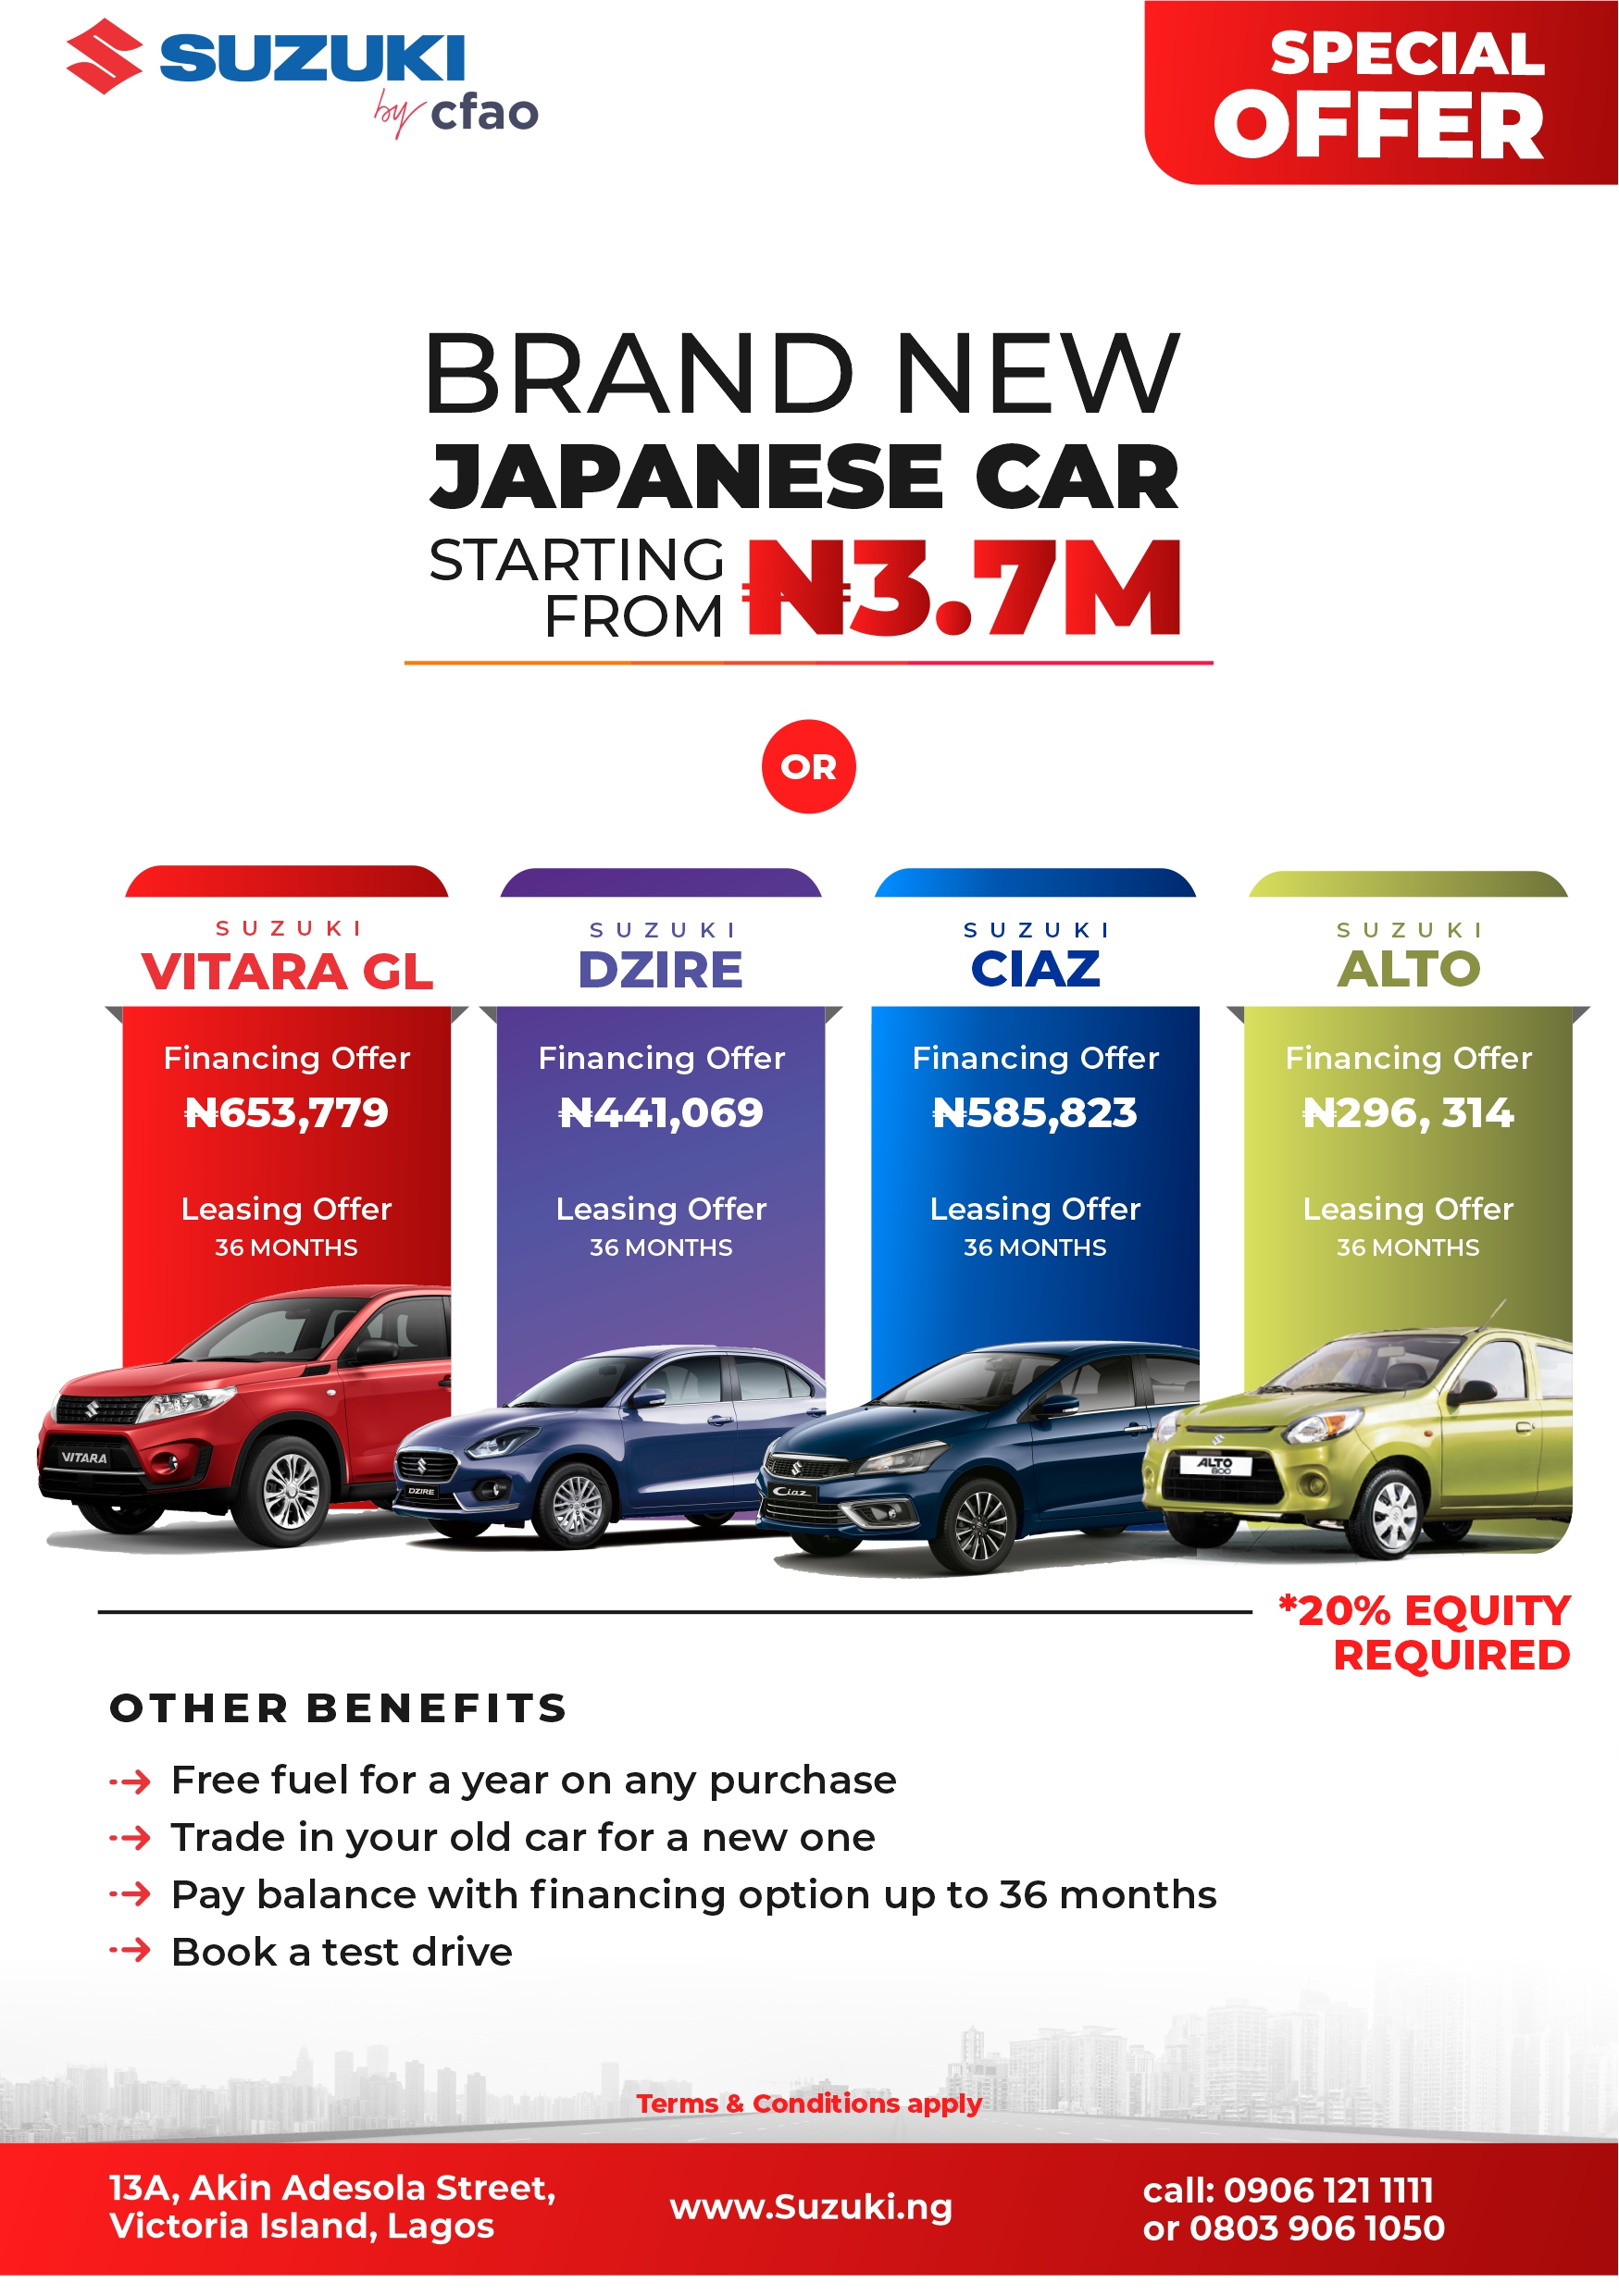 SUZUKI
by cfao
SPECIAL
OFFER
BRAND NEW
JAPANESE CAR
STARTING
FROM
₦3.7M
OR
SUZUKI
VITARA GL
Financing Offer
₦653,779
Leasing Offer
36 MONTHS
VITARA
SUZUKI
DZIRE
Financing Offer
₦441,069
Leasing Offer
36 MONTHS
DZIRE
SUZUKI
CIAZ
Financing Offer
₦585,823
Leasing Offer
36 MONTHS
Ciaz
SUZUKI
ALTO
Financing Offer
₦296, 314
Leasing Offer
36 MONTHS
ALTO
800
*20% EQUITY
REQUIRED
OTHER BENEFITS
Free fuel for a year on any purchase
Trade in your old car for a new one
Pay balance with financing option up to 36 months
Book a test drive
Terms & Conditions apply
13A, Akin Adesola Street,
Victoria Island, Lagos
www.Suzuki.ng
call: 0906 121 1111
or 0803 906 1050